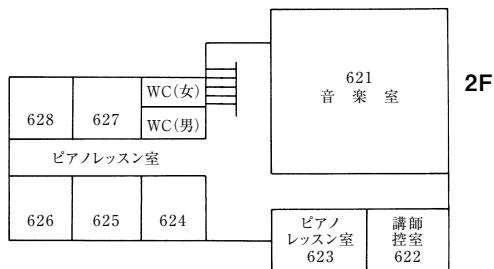 621
音 楽 室
2F
WC(女)
628
627
WC(男)
ピアノレッスン室
626
625
624
ピアノ
レッスン室
623
講師
控室
622